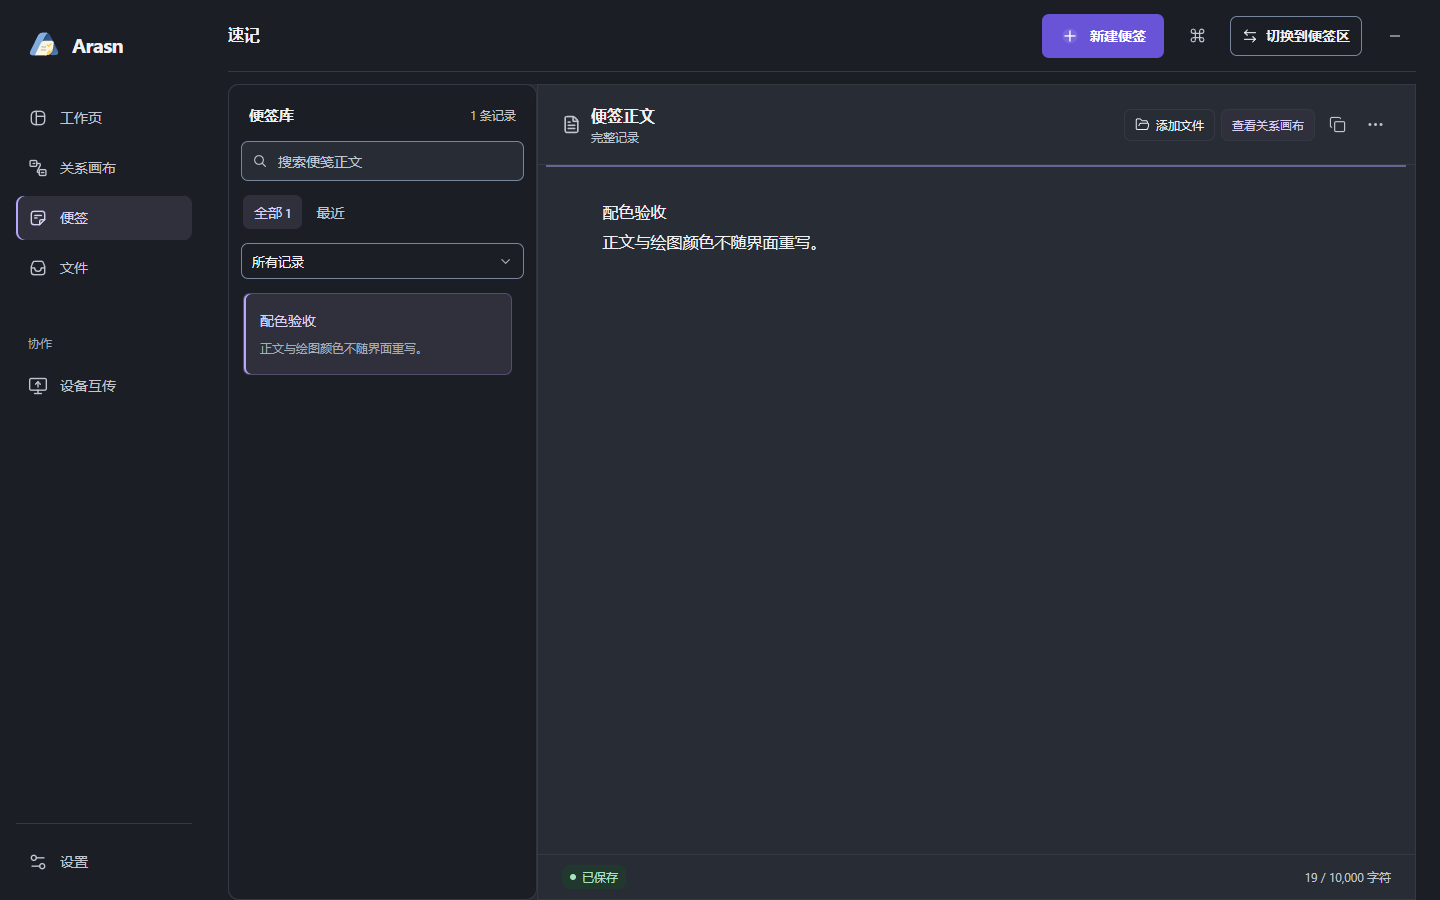 Arasn
工作页
关系画布
便签
文件
协作
设备互传
设置
速记
新建便签
切换到便签区
便签库
1 条记录
搜索便笺正文
全部 1
最近
所有记录
配色验收
正文与绘图颜色不随界面重写。
便签正文
完整记录
添加文件
查看关系画布
配色验收
正文与绘图颜色不随界面重写。
已保存
19 / 10,000 字符